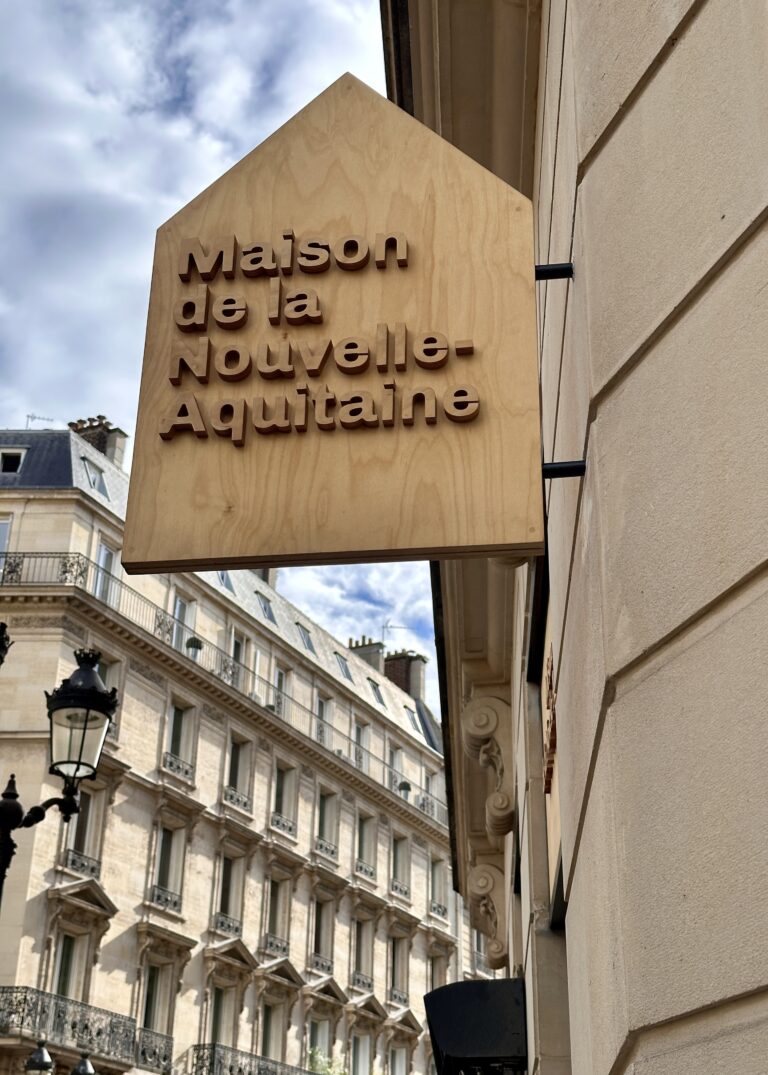 Maison
de la
Nouvelle-
Aquitaine